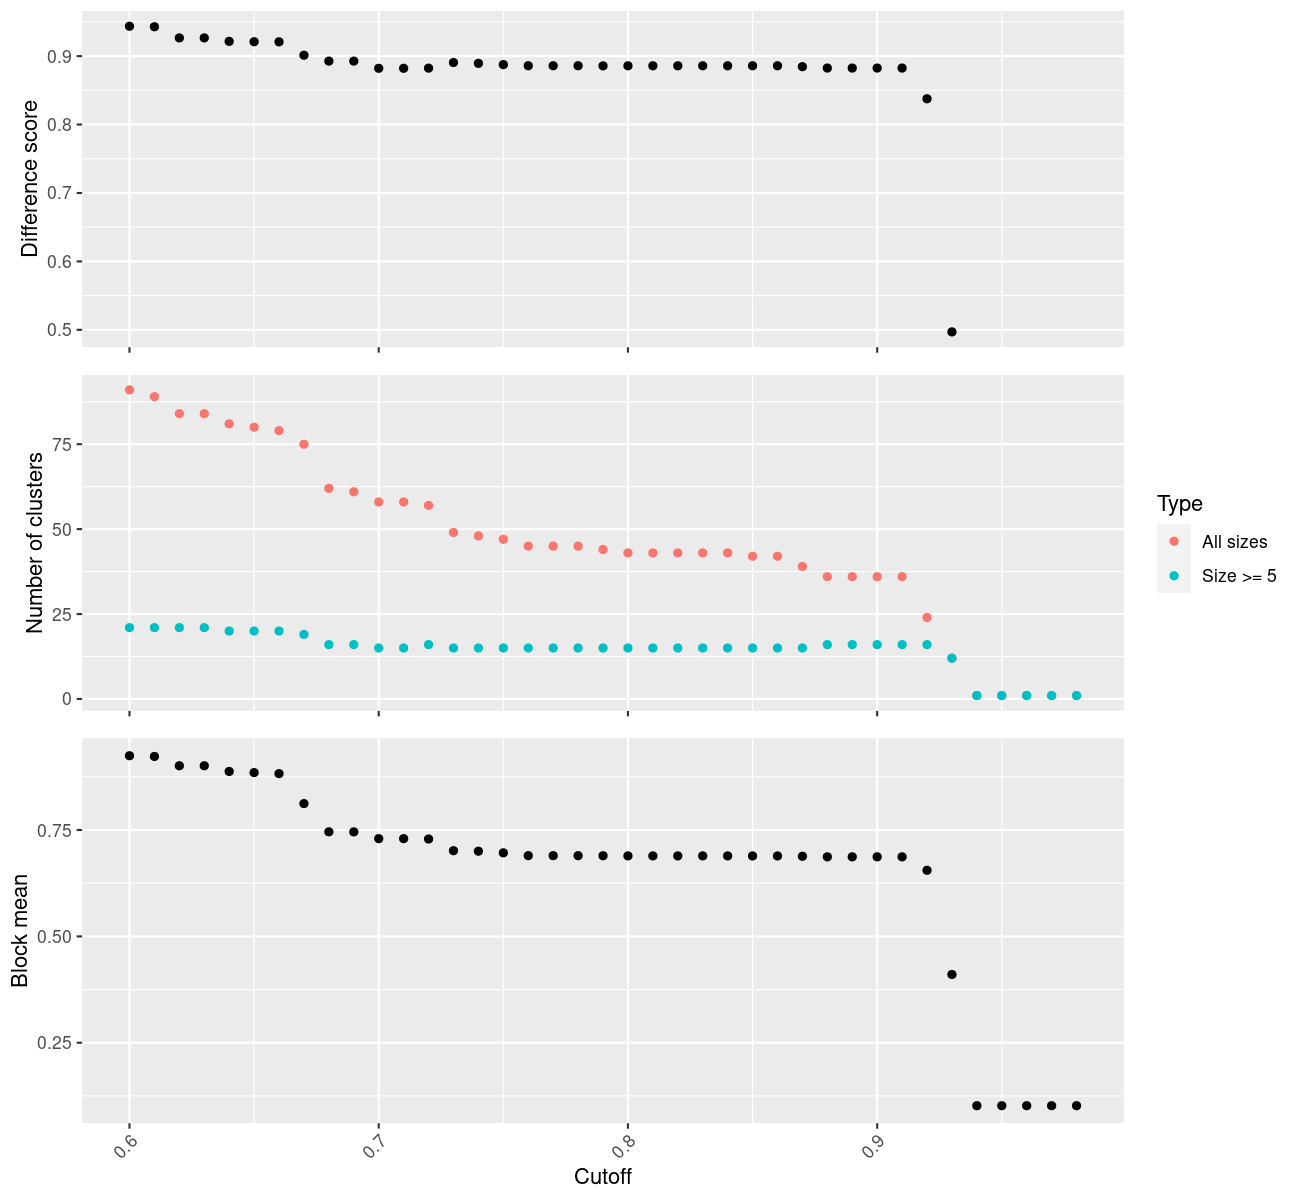 Difference score
0.9
0.8
0.7
0.6
0.5
Number of clusters
75
50
25
0
Type
All sizes
Size >= 5
Block mean
0.75
0.50
0.25
0.6
0.7
0.8
0.9
Cutoff